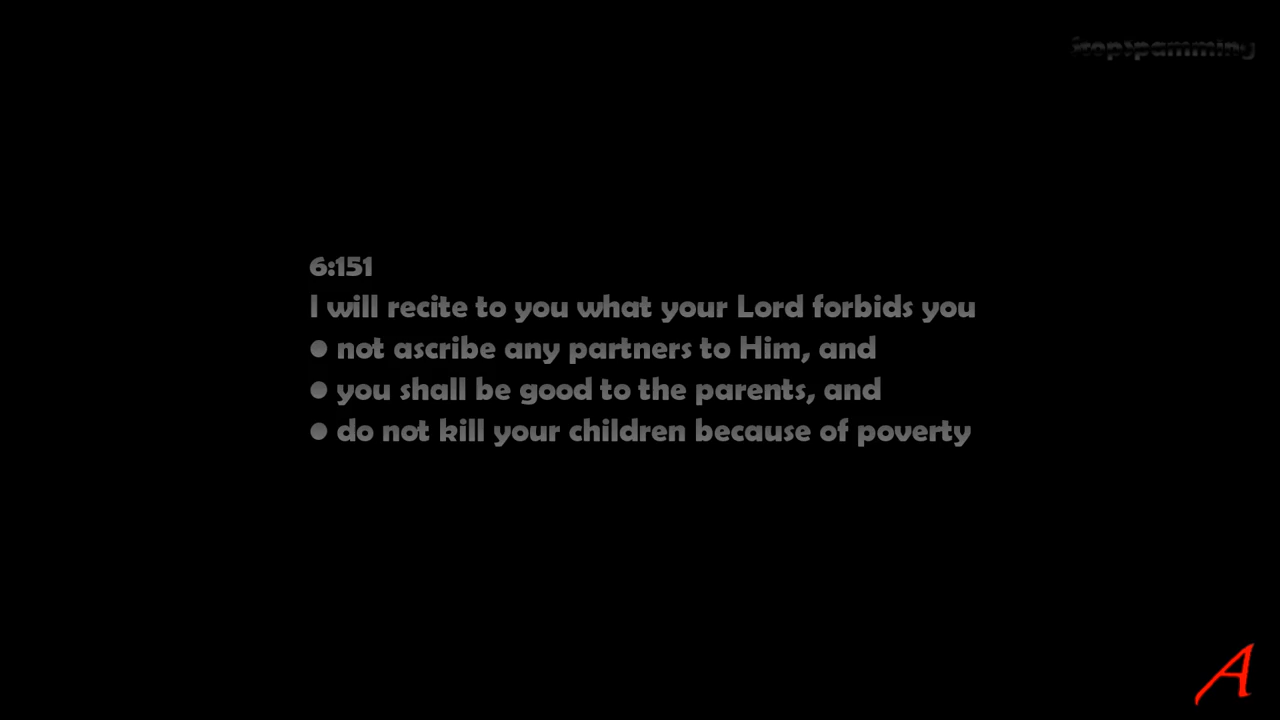 stopspamming
6:151
I will recite to you what your Lord forbids you
● not ascribe any partners to Him, and
● you shall be good to the parents, and
● do not kill your children because of poverty
A